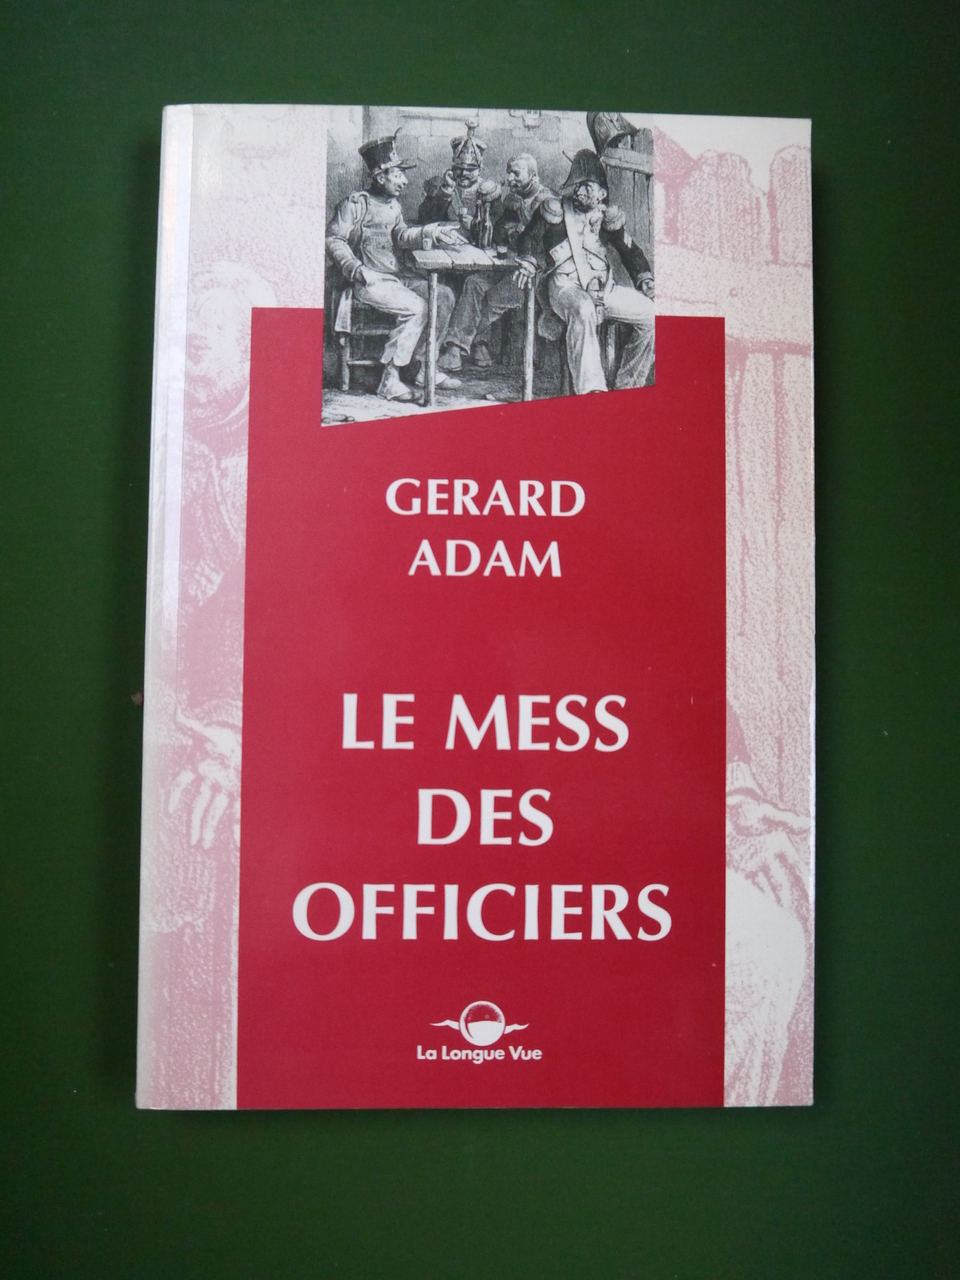 GERARD
ADAM
LE MESS
DES
OFFICIERS
La Longue Vue